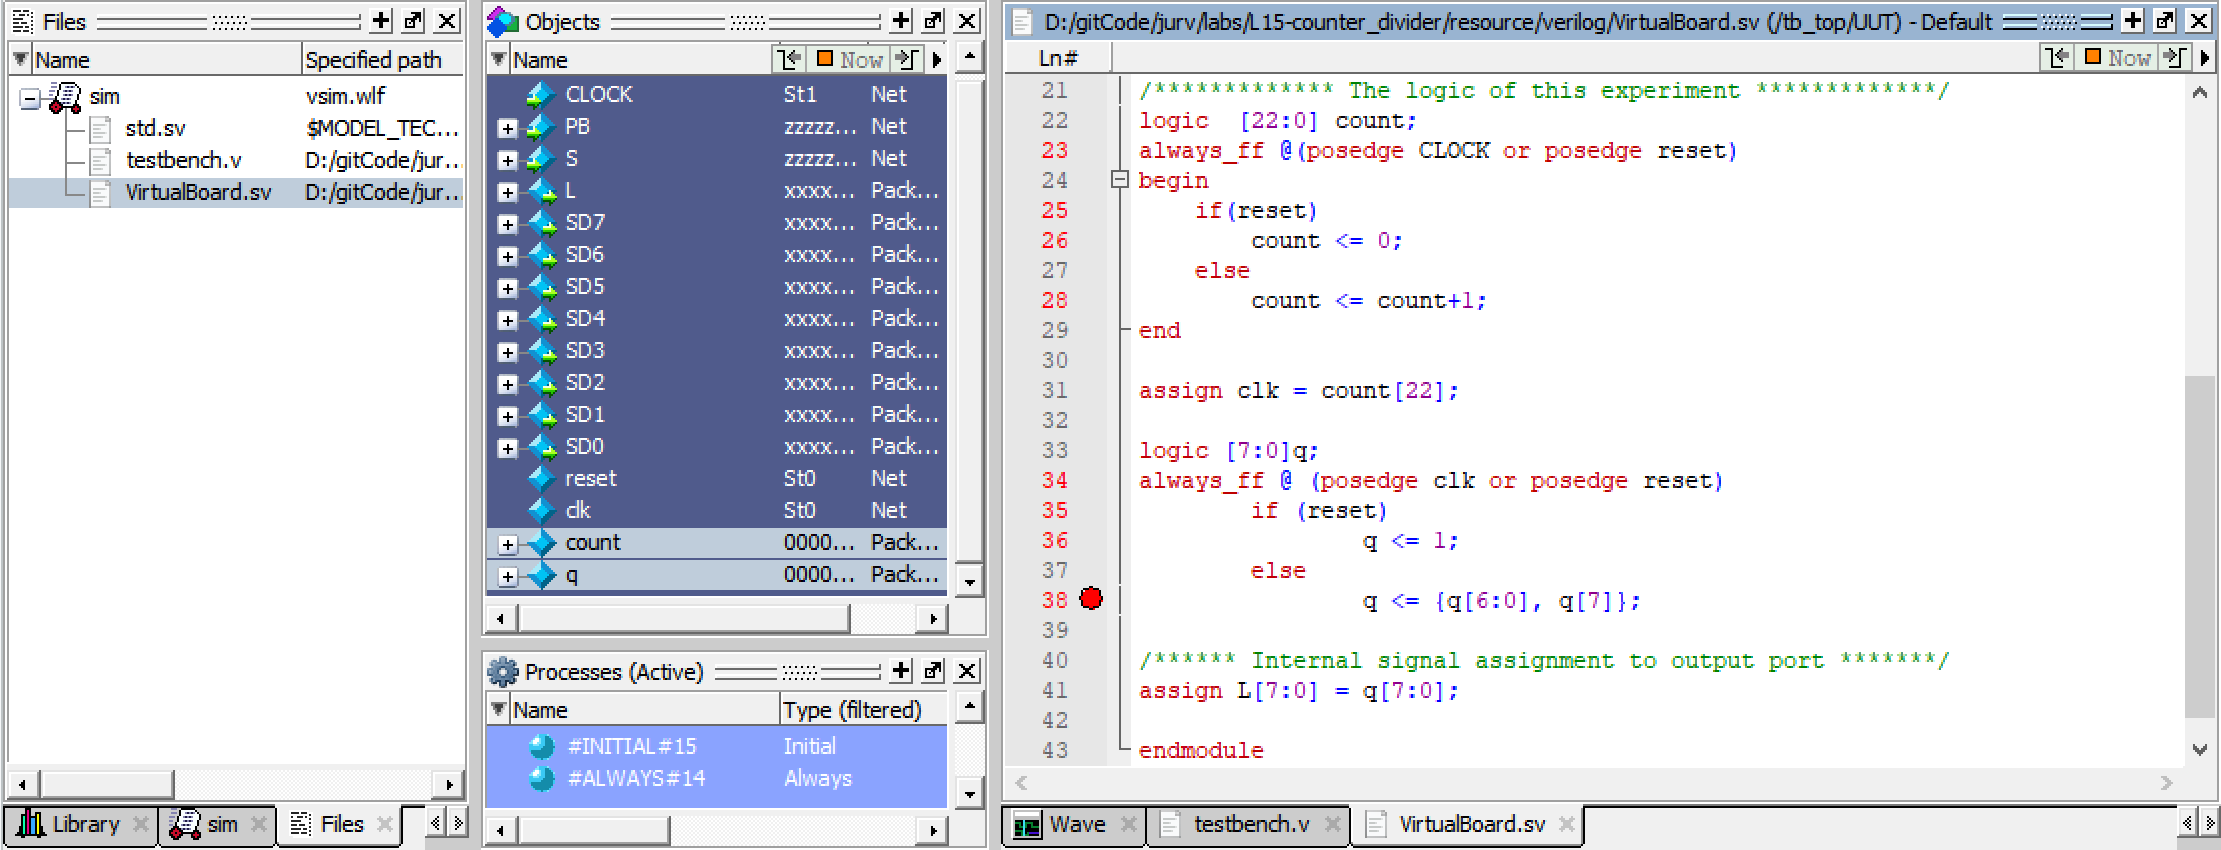 Files
Name Specified path
sim vsim.wlf
std.sv $MODEL_TEC...
testbench.v D:/gitCode/jur...
VirtualBoard.sv D:/gitCode/jur...
Library sim Files
Objects
Name Now
CLOCK St1 Net
PB zzzzz... Net
S zzzzz... Net
L xxxx... Pack...
SD7 xxxx... Pack...
SD6 xxxx... Pack...
SD5 xxxx... Pack...
SD4 xxxx... Pack...
SD3 xxxx... Pack...
SD2 xxxx... Pack...
SD1 xxxx... Pack...
SD0 xxxx... Pack...
reset St0 Net
clk St0 Net
count 0000... Pack...
q 0000... Pack...
Processes (Active)
Name Type (filtered)
#INITIAL#15 Initial
#ALWAYS#14 Always
D:/gitCode/jurv/labs/L15-counter_divider/resource/verilog/VirtualBoard.sv (/tb_top/UUT) - Default
Ln# Now
21 /************* The logic of this experiment *************/
22 logic  [22:0] count;
23 always_ff @(posedge CLOCK or posedge reset)
24 begin
25     if(reset)
26         count <= 0;
27     else
28         count <= count+1;
29 end
30
31 assign clk = count[22];
32
33 logic [7:0]q;
34 always_ff @ (posedge clk or posedge reset)
35         if (reset)
36                 q <= 1;
37         else
38                 q <= {q[6:0], q[7]};
39
40 /****** Internal signal assignment to output port *******/
41 assign L[7:0] = q[7:0];
42
43 endmodule
Wave testbench.v VirtualBoard.sv